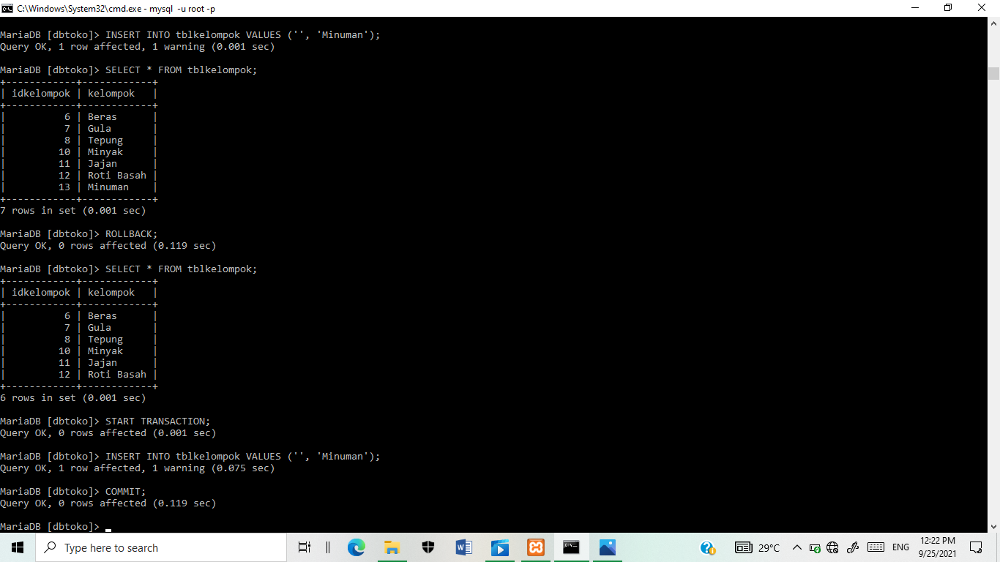 C:\Windows\System32\cmd.exe - mysql  -u root -p
MariaDB [dbtoko]> INSERT INTO tblkelompok VALUES ('', 'Minuman');
Query OK, 1 row affected, 1 warning (0.001 sec)
MariaDB [dbtoko]> SELECT * FROM tblkelompok;
+------------+------------+
| idkelompok | kelompok   |
+------------+------------+
|          6 | Beras      |
|          7 | Gula       |
|          8 | Tepung     |
|         10 | Minyak     |
|         11 | Jajan      |
|         12 | Roti Basah |
|         13 | Minuman    |
+------------+------------+
7 rows in set (0.001 sec)
MariaDB [dbtoko]> ROLLBACK;
Query OK, 0 rows affected (0.119 sec)
MariaDB [dbtoko]> SELECT * FROM tblkelompok;
+------------+------------+
| idkelompok | kelompok   |
+------------+------------+
|          6 | Beras      |
|          7 | Gula       |
|          8 | Tepung     |
|         10 | Minyak     |
|         11 | Jajan      |
|         12 | Roti Basah |
+------------+------------+
6 rows in set (0.001 sec)
MariaDB [dbtoko]> START TRANSACTION;
Query OK, 0 rows affected (0.001 sec)
MariaDB [dbtoko]> INSERT INTO tblkelompok VALUES ('', 'Minuman');
Query OK, 1 row affected, 1 warning (0.075 sec)
MariaDB [dbtoko]> COMMIT;
Query OK, 0 rows affected (0.119 sec)
MariaDB [dbtoko]>
Type here to search
29°C
ENG
12:22 PM
9/25/2021